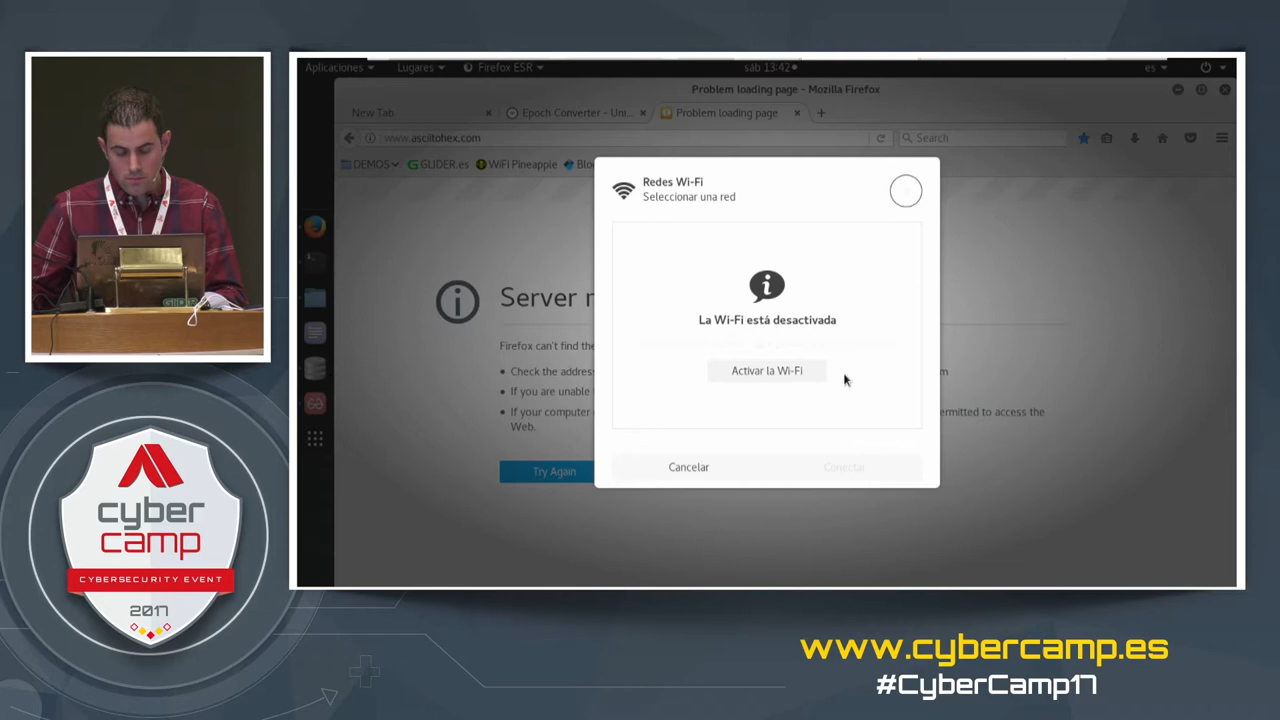 Aplicaciones
Lugares
Firefox ESR
sáb 13:42
es
Problem loading page - Mozilla Firefox
New Tab
Epoch Converter - Uni...
Problem loading page
www.asciitohex.com
Search
DEMOS
GLIDER.es
WiFi Pineapple
Blo
Redes Wi-Fi
Seleccionar una red
Server
La Wi-Fi está desactivada
Firefox can't find the
Activar la Wi-Fi
Check the addre
If you are unable
If your computer
ermitted to access the
Web.
Try Again
Cancelar
Conectar
cyber
camp
CYBERSECURITY EVENT
2017
www.cybercamp.es
#CyberCamp17